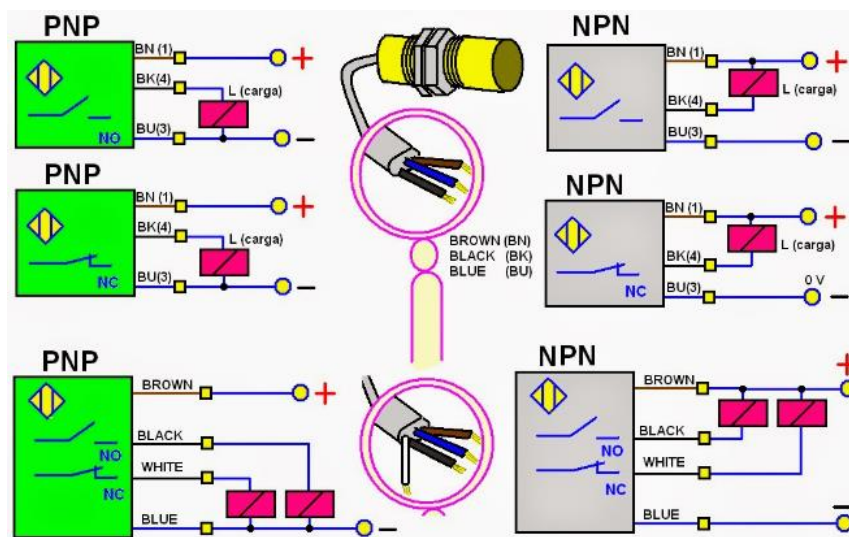 PNP
BN (1)
+
BK(4)
L (carga)
NO
BU(3)
−
NPN
BN (1)
+
L (carga)
BK(4)
BU(3)
−
PNP
BN (1)
+
BK(4)
L (carga)
NC
BU(3)
−
BROWN (BN)
BLACK (BK)
BLUE (BU)
NPN
BN (1)
+
L (carga)
BK(4)
NC
BU(3)
0 V
−
PNP
BROWN
+
BLACK
NO
WHITE
NC
BLUE
−
NPN
+
BROWN
BLACK
NO
WHITE
NC
BLUE
−